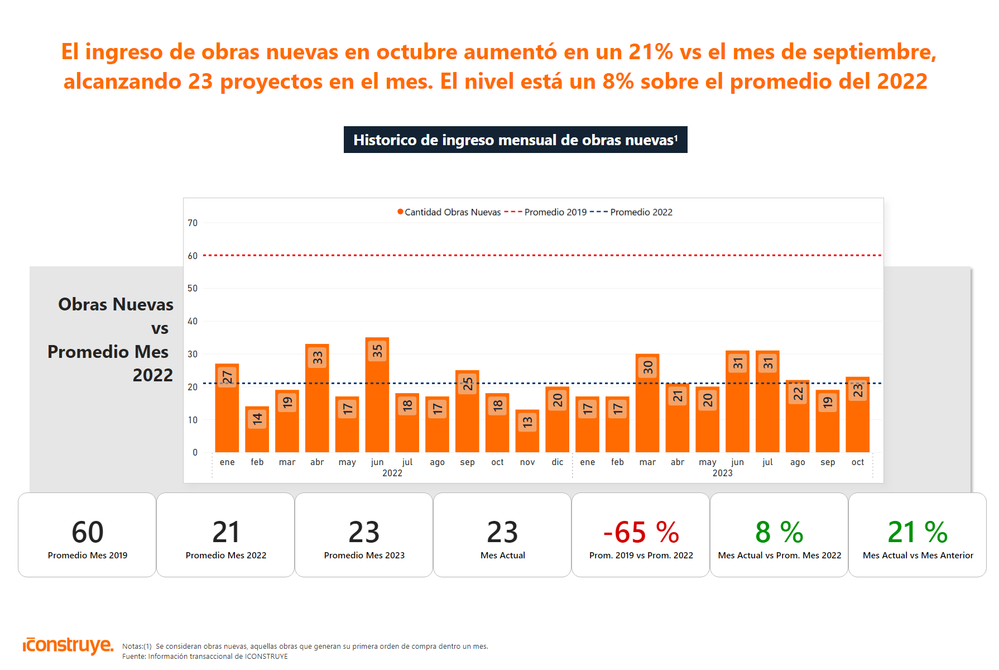 El ingreso de obras nuevas en octubre aumentó en un 21% vs el mes de septiembre,
alcanzando 23 proyectos en el mes. El nivel está un 8% sobre el promedio del 2022
Historico de ingreso mensual de obras nuevas¹
Cantidad Obras Nuevas Promedio 2019 Promedio 2022
70
60
50
40
30
20
10
0
27 14 19 33 17 35 18 17 25 18 13 20 17 17 30 21 20 31 31 22 19 23
ene feb mar abr may jun jul ago sep oct nov dic ene feb mar abr may jun jul ago sep oct
2022 2023
Obras Nuevas
vs
Promedio Mes
2022
60 21 23 23 -65 % 8 % 21 %
Promedio Mes 2019 Promedio Mes 2022 Promedio Mes 2023 Mes Actual Prom. 2019 vs Prom. 2022 Mes Actual vs Prom. Mes 2022 Mes Actual vs Mes Anterior
iconstruye.
Notas:(1) Se consideran obras nuevas, aquellas obras que generan su primera orden de compra dentro un mes.
Fuente: Información transaccional de ICONSTRUYE